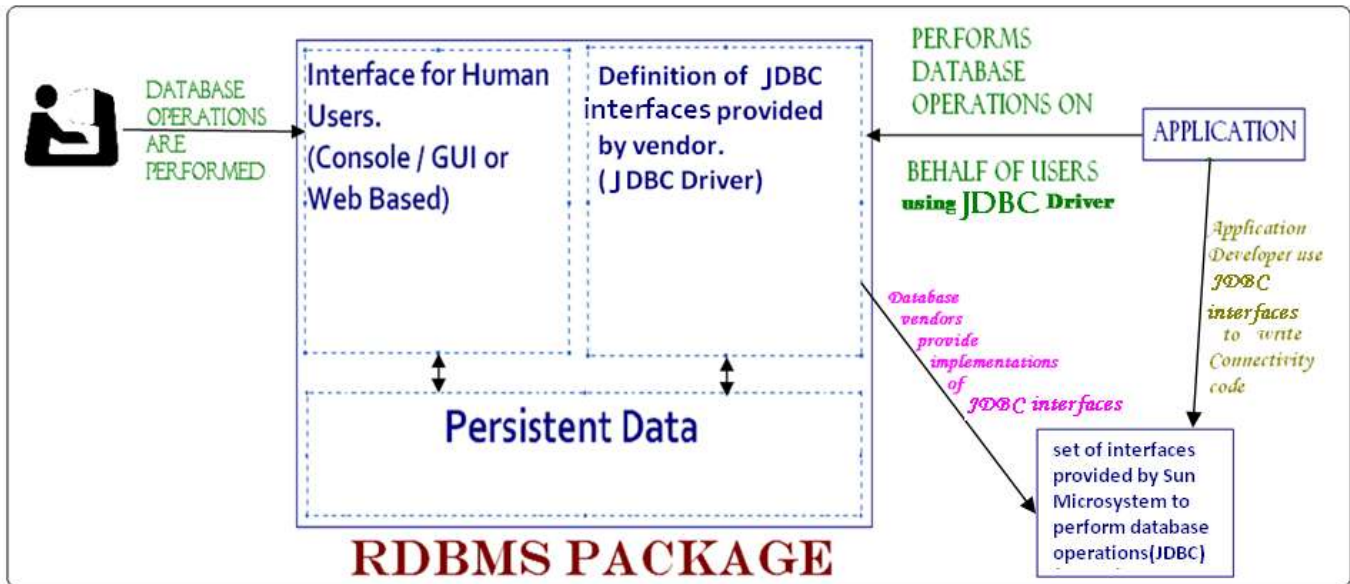 DATABASE
OPERATIONS
ARE
PERFORMED
Interface for Human
Users.
(Console / GUI or
Web Based)
Definition of JDBC
interfaces provided
by vendor.
( JDBC Driver)
PERFORMS
DATABASE
OPERATIONS ON
BEHALF OF USERS
using JDBC Driver
APPLICATION
Application
Developer use
JDBC
interfaces
to write
Connectivity
code
Database
vendors
provide
implementations
of
JDBC interfaces
Persistent Data
set of interfaces
provided by Sun
Microsystem to
perform database
operations(JDBC)
RDBMS PACKAGE